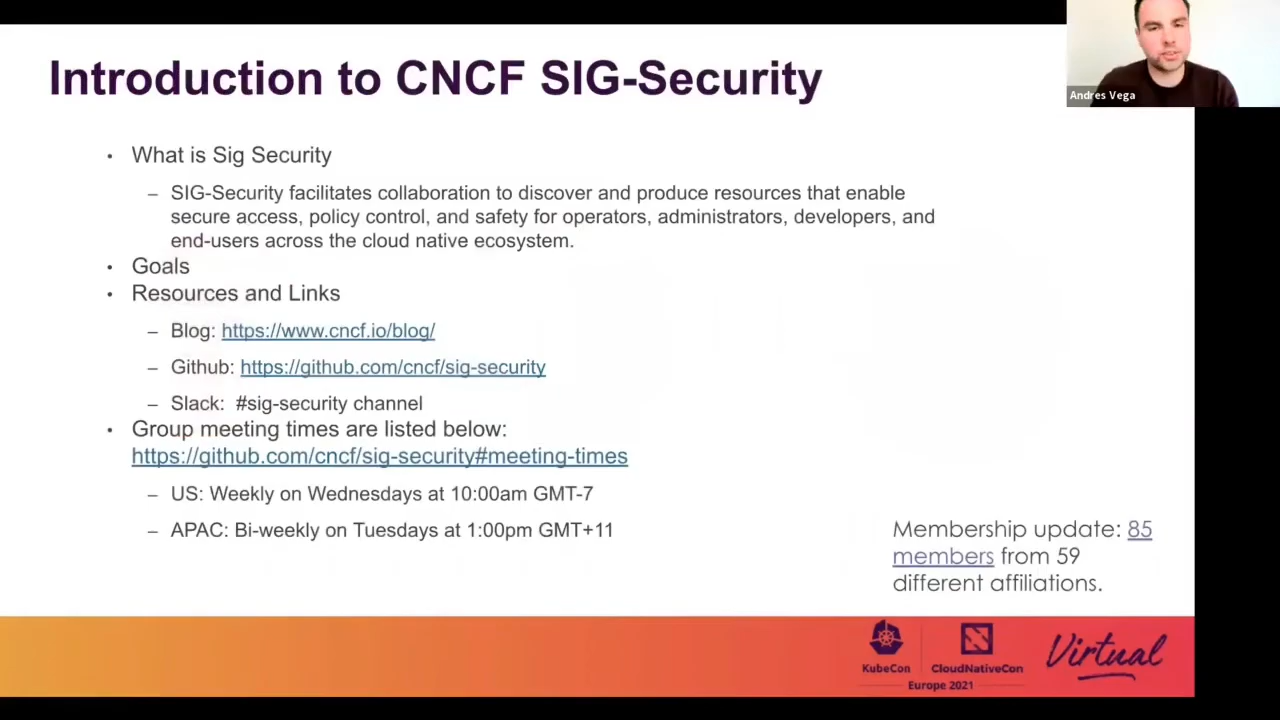 Introduction to CNCF SIG-Security
Andres Vega
• What is Sig Security
– SIG-Security facilitates collaboration to discover and produce resources that enable
secure access, policy control, and safety for operators, administrators, developers, and
end-users across the cloud native ecosystem.
• Goals
• Resources and Links
– Blog: https://www.cncf.io/blog/
– Github: https://github.com/cncf/sig-security
– Slack: #sig-security channel
• Group meeting times are listed below:
https://github.com/cncf/sig-security#meeting-times
– US: Weekly on Wednesdays at 10:00am GMT-7
– APAC: Bi-weekly on Tuesdays at 1:00pm GMT+11
Membership update: 85
members from 59
different affiliations.
KubeCon
CloudNativeCon
Europe 2021
Virtual